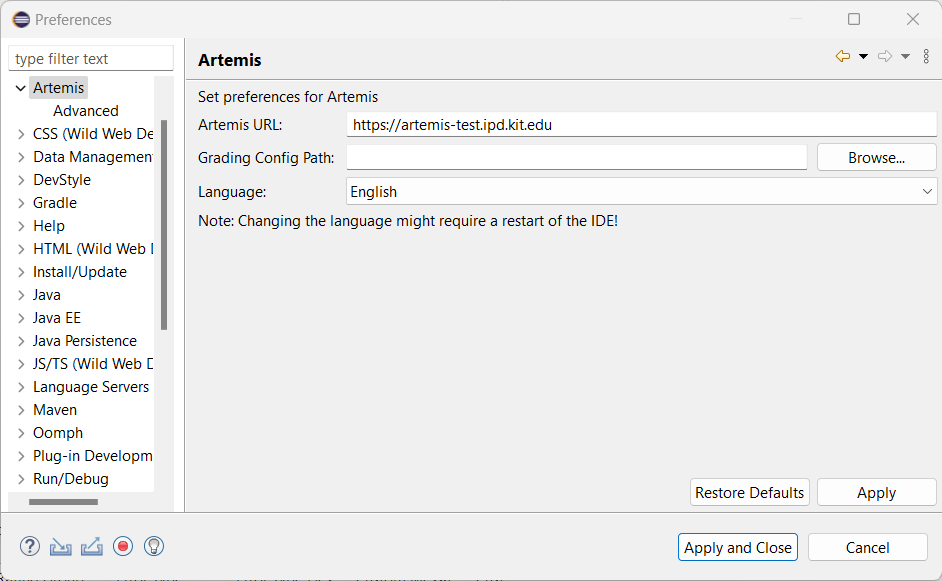 Preferences
type filter text
Artemis
Advanced
CSS (Wild Web De
Data Management
DevStyle
Gradle
Help
HTML (Wild Web D
Install/Update
Java
Java EE
Java Persistence
JS/TS (Wild Web D
Language Servers
Maven
Oomph
Plug-in Developm
Run/Debug
Artemis
Set preferences for Artemis
Artemis URL: https://artemis-test.ipd.kit.edu
Grading Config Path: Browse...
Language: English
Note: Changing the language might require a restart of the IDE!
Restore Defaults Apply
Apply and Close Cancel